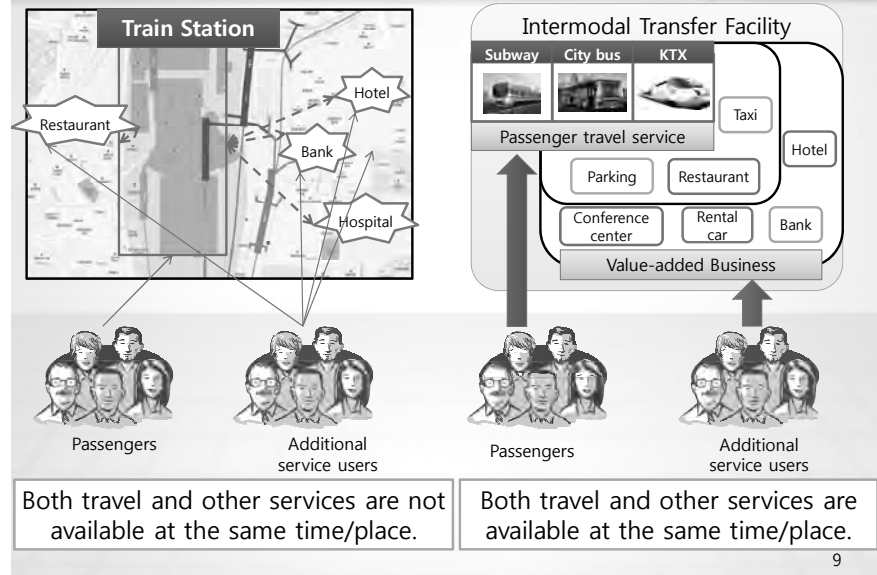 Train Station
Restaurant
Hotel
Bank
Hospital
Passengers
Additional
service users
Both travel and other services are not
available at the same time/place.
Intermodal Transfer Facility
Subway
City bus
KTX
Passenger travel service
Taxi
Hotel
Parking
Restaurant
Conference
center
Rental
car
Bank
Value-added Business
Passengers
Additional
service users
Both travel and other services are
available at the same time/place.
9